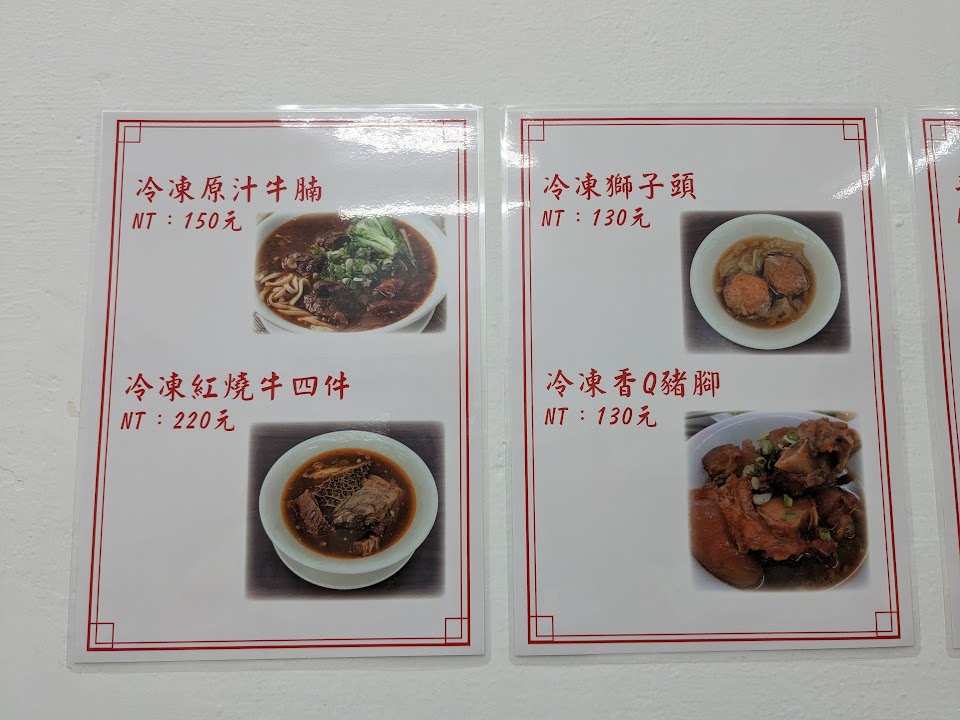 冷凍原汁牛腩
NT：150元
冷凍紅燒牛四件
NT：220元
冷凍獅子頭
NT：130元
冷凍香Q豬腳
NT：130元